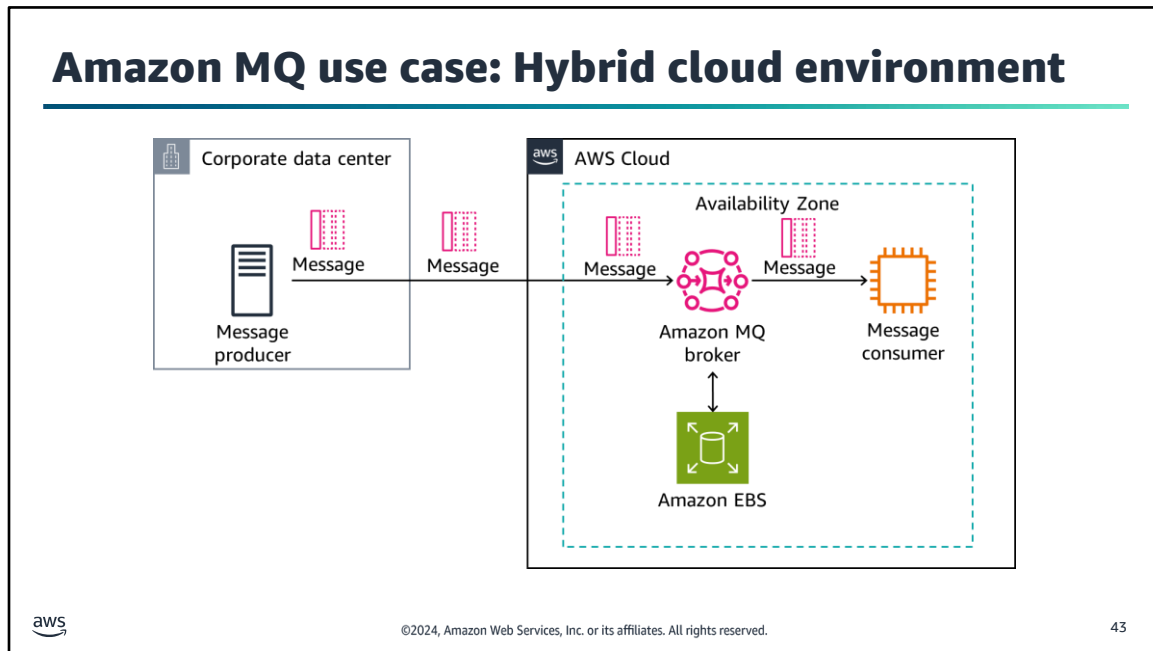 Amazon MQ use case: Hybrid cloud environment
Corporate data center
aws
AWS Cloud
Availability Zone
Message
Message
Message
Message
Message
producer
Amazon MQ
broker
Message
consumer
Amazon EBS
aws
©2024, Amazon Web Services, Inc. or its affiliates. All rights reserved.
43